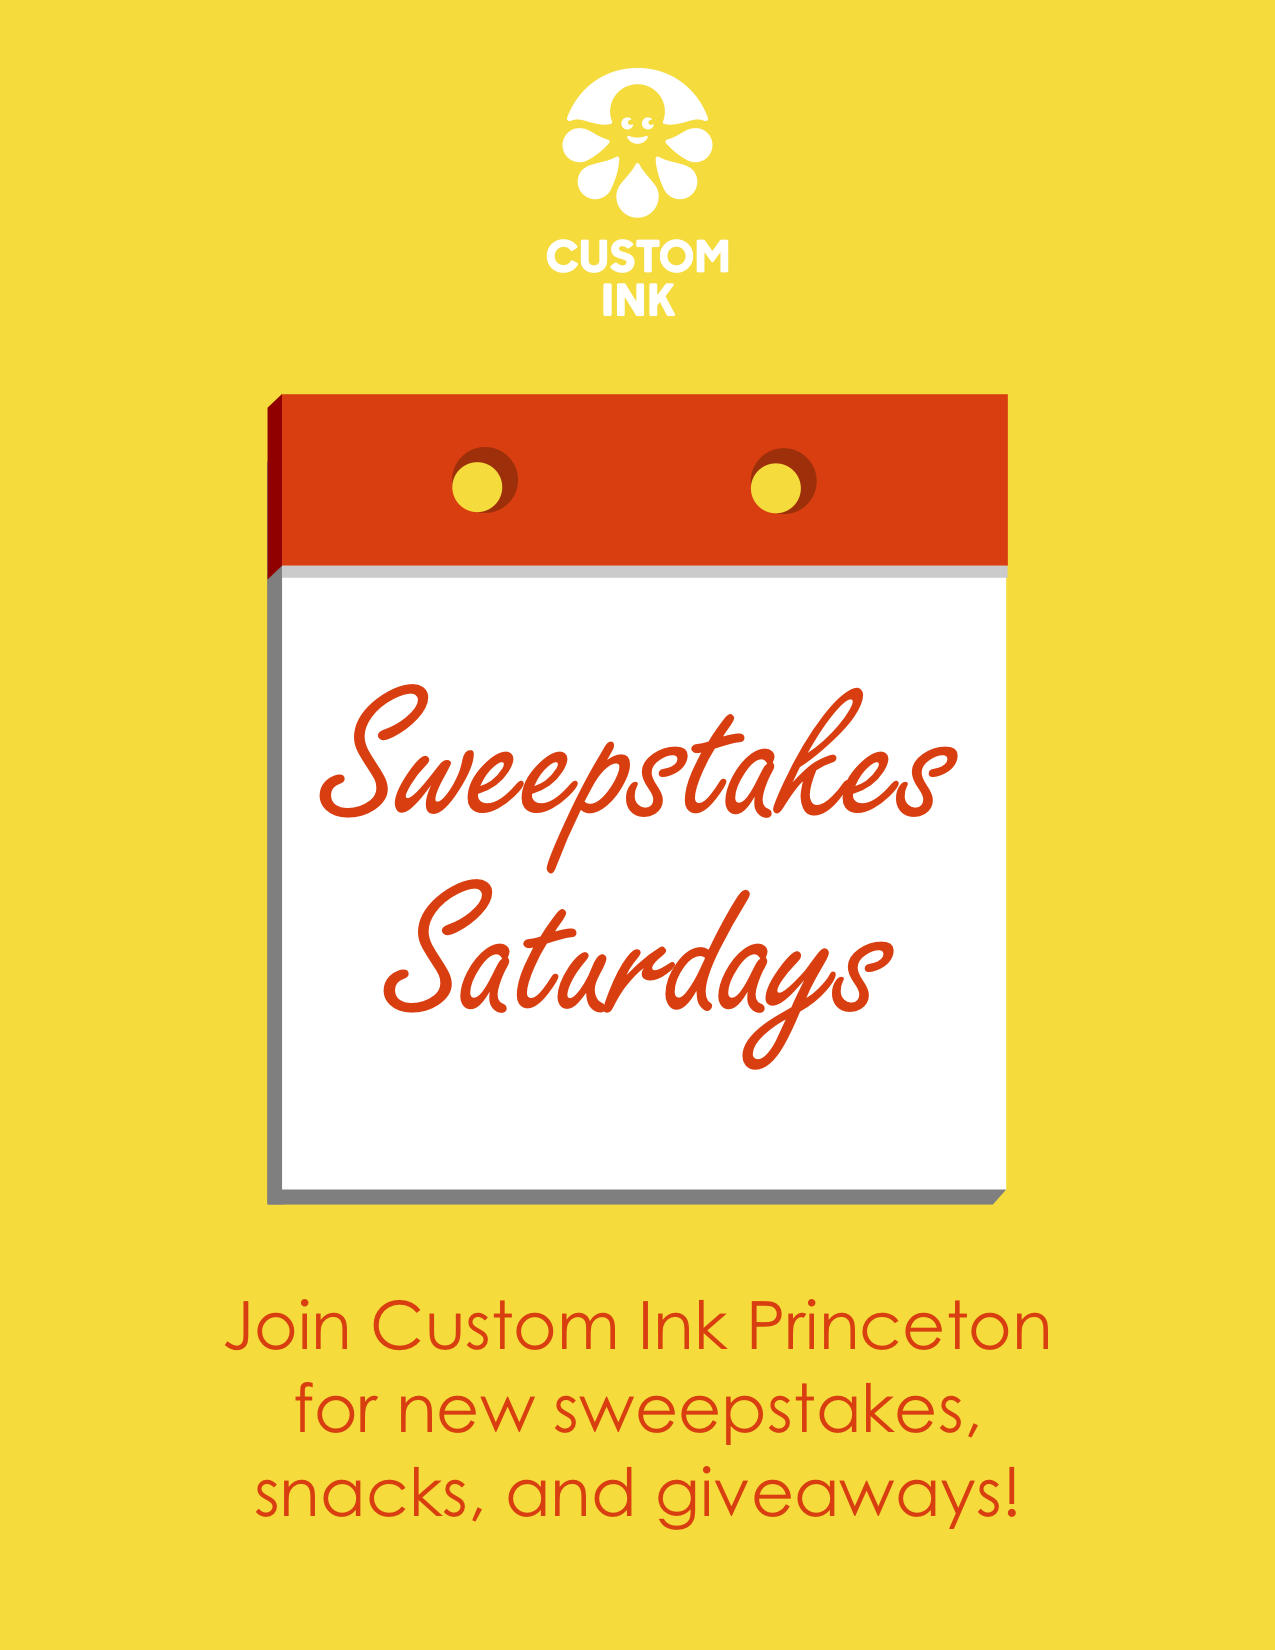 CUSTOM
INK
Sweepstakes
Saturdays
Join Custom Ink Princeton
for new sweepstakes,
snacks, and giveaways!